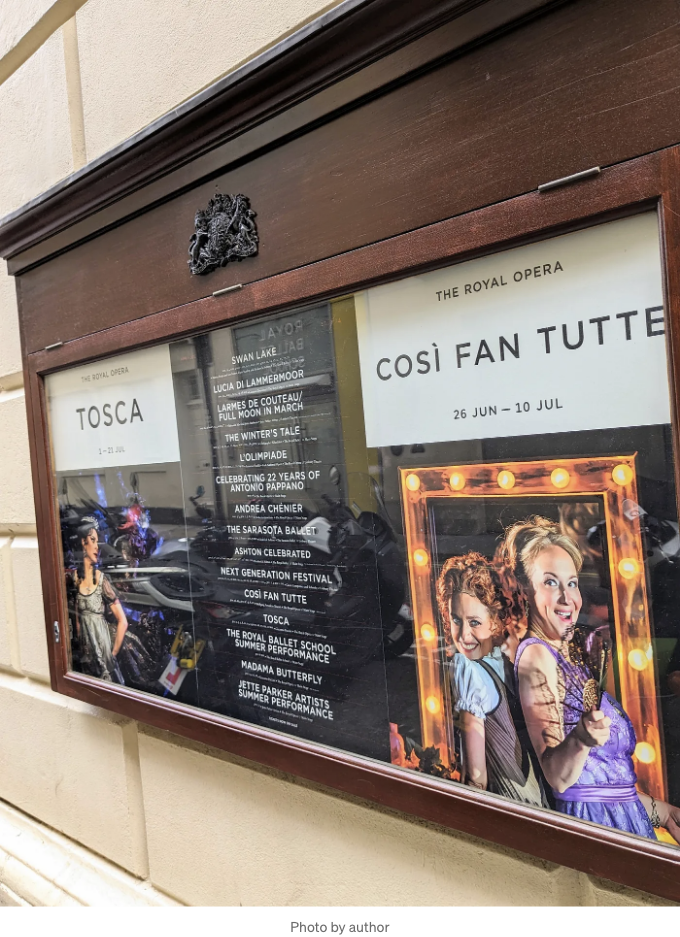 THE ROYAL OPERA
TOSCA
1 – 21 JUL
SWAN LAKE
LUCIA DI LAMMERMOOR
LARMES DE COUTEAU/
FULL MOON IN MARCH
THE WINTER'S TALE
L'OLIMPIADE
CELEBRATING 22 YEARS OF
ANTONIO PAPPANO
ANDREA CHÉNIER
THE SARASOTA BALLET
ASHTON CELEBRATED
NEXT GENERATION FESTIVAL
COSÌ FAN TUTTE
TOSCA
THE ROYAL BALLET SCHOOL
SUMMER PERFORMANCE
MADAMA BUTTERFLY
JETTE PARKER ARTISTS
SUMMER PERFORMANCE
THE ROYAL OPERA
COSÌ FAN TUTTE
26 JUN – 10 JUL
Photo by author